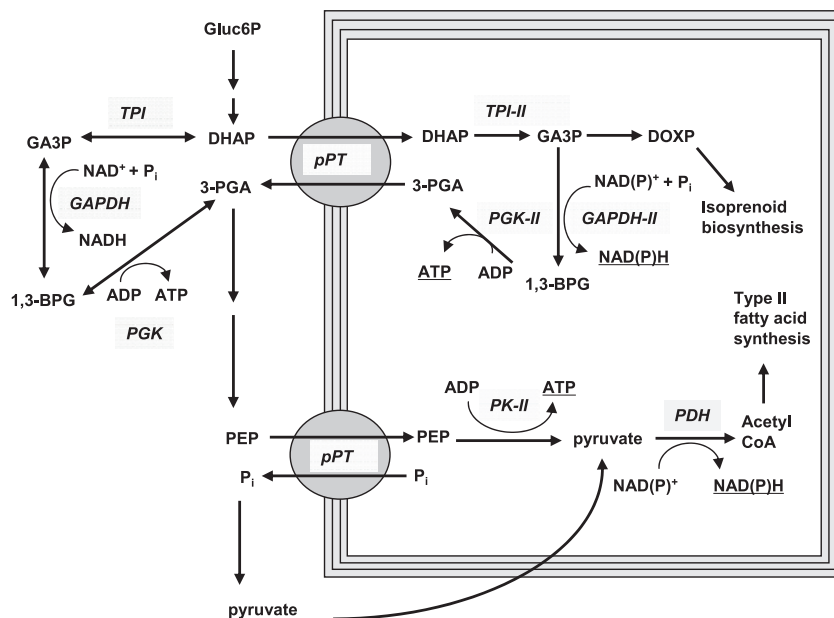 Gluc6P
TPI
TPI-II
GA3P
DHAP
DHAP
GA3P
DOXP
pPT
NAD⁺ + Pᵢ
3-PGA
3-PGA
NAD(P)⁺ + Pᵢ
GAPDH
PGK-II
GAPDH-II
Isoprenoid
biosynthesis
NADH
ATP
ADP
NAD(P)H
1,3-BPG
ADP
ATP
1,3-BPG
PGK
Type II
fatty acid
synthesis
ADP
ATP
PK-II
PDH
PEP
PEP
pyruvate
Acetyl
CoA
pPT
Pᵢ
Pᵢ
NAD(P)⁺
NAD(P)H
pyruvate